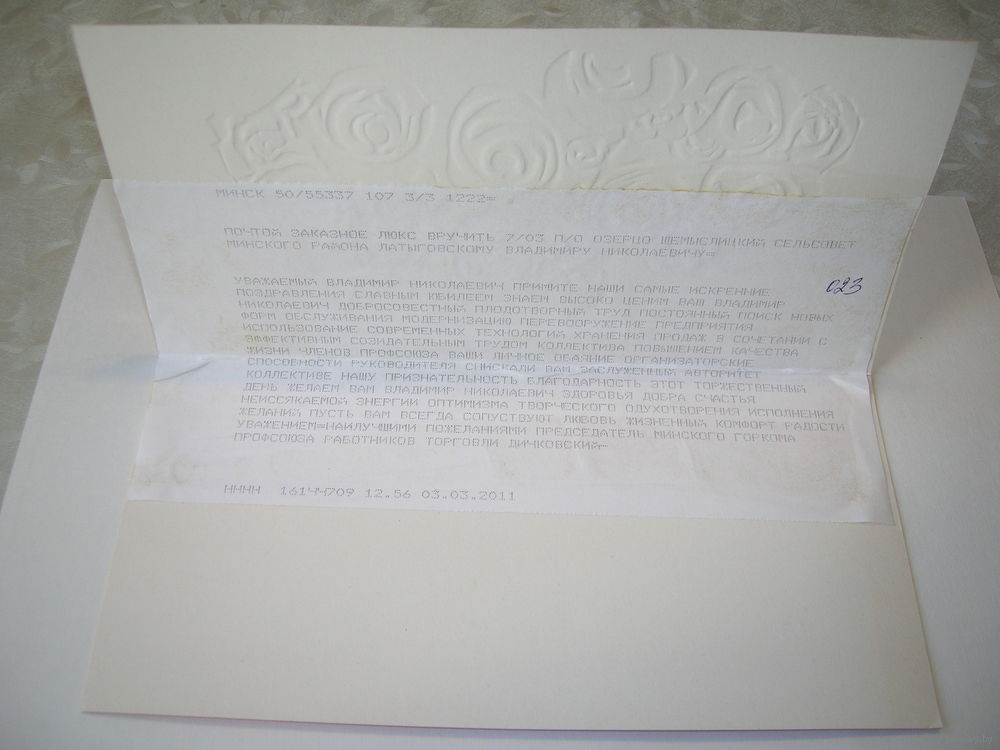 МИНСК 50/55337 107 3/3 1222=
ПОЧТОЙ ЗАКАЗНОЕ ЛЮКС ВРУЧИТЬ 7/03 П/О ОЗЕРЦО ЩЕМЫСЛИЦКИЙ СЕЛЬСОВЕТ
МИНСКОГО РАЙОНА ЛАТЫГОВСКОМУ ВЛАДИМИРУ НИКОЛАЕВИЧУ=
023
УВАЖАЕМЫЙ ВЛАДИМИР НИКОЛАЕВИЧ ПРИМИТЕ НАШИ САМЫЕ ИСКРЕННИЕ
ПОЗДРАВЛЕНИЯ СЛАВНЫМ ЮБИЛЕЕМ ЗНАЕМ ВЫСОКО ЦЕНИМ ВАШ ВЛАДИМИР
НИКОЛАЕВИЧ ДОБРОСОВЕСТНЫЙ ПЛОДОТВОРНЫЙ ТРУД ПОСТОЯННЫЙ ПОИСК НОВЫХ
ФОРМ ОБСЛУЖИВАНИЯ МОДЕРНИЗАЦИЮ ПЕРЕВООРУЖЕНИЕ ПРЕДПРИЯТИЯ
ИСПОЛЬЗОВАНИЕ СОВРЕМЕННЫХ ТЕХНОЛОГИЙ ХРАНЕНИЯ ПРОДАЖ В СОЧЕТАНИИ С
ЭФФЕКТИВНЫМ СОЗИДАТЕЛЬНЫМ ТРУДОМ КОЛЛЕКТИВА ПОВЫШЕНИЕМ КАЧЕСТВА
ЖИЗНИ ЧЛЕНОВ ПРОФСОЮЗА ВАШИ ЛИЧНОЕ ОБАЯНИЕ ОРГАНИЗАТОРСКИЕ
СПОСОБНОСТИ РУКОВОДИТЕЛЯ СНИСКАЛИ ВАМ ЗАСЛУЖЕННЫЙ АВТОРИТЕТ
КОЛЛЕКТИВЕ НАШУ ПРИЗНАТЕЛЬНОСТЬ БЛАГОДАРНОСТЬ ЭТОТ ТОРЖЕСТВЕННЫЙ
ДЕНЬ ЖЕЛАЕМ ВАМ ВЛАДИМИР НИКОЛАЕВИЧ ЗДОРОВЬЯ ДОБРА СЧАСТЬЯ
НЕИССЯКАЕМОЙ ЭНЕРГИИ ОПТИМИЗМА ТВОРЧЕСКОГО ОДУХОТВОРЕНИЯ ИСПОЛНЕНИЯ
ЖЕЛАНИЙ ПУСТЬ ВАМ ВСЕГДА СОПУСТВУЮТ ЛЮБОВЬ ЖИЗНЕННЫЙ КОМФОРТ РАДОСТИ
УВАЖЕНИЕМ=НАИЛУЧШИМИ ПОЖЕЛАНИЯМИ ПРЕДСЕДАТЕЛЬ МИНСКОГО ГОРКОМА
ПРОФСОЮЗА РАБОТНИКОВ ТОРГОВЛИ ДИЧКОВСКИЙ-
НННН 16144709 12.56 03.03.2011